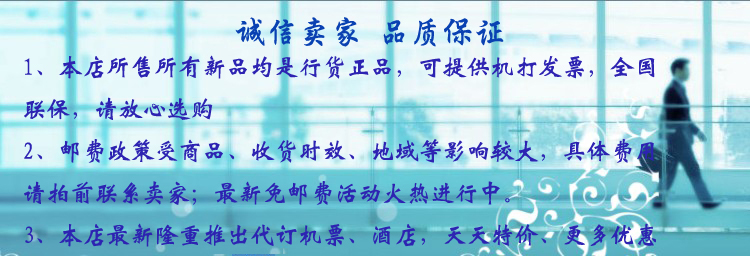 诚信卖家 品质保证
1、本店所售所有新品均是行货正品，可提供机打发票，全国
联保，请放心选购
2、邮费政策受商品、收货时效、地域等影响较大，具体费用
请拍前联系卖家；最新免邮费活动火热进行中。
3、本店最新隆重推出代订机票、酒店，天天特价、更多优惠